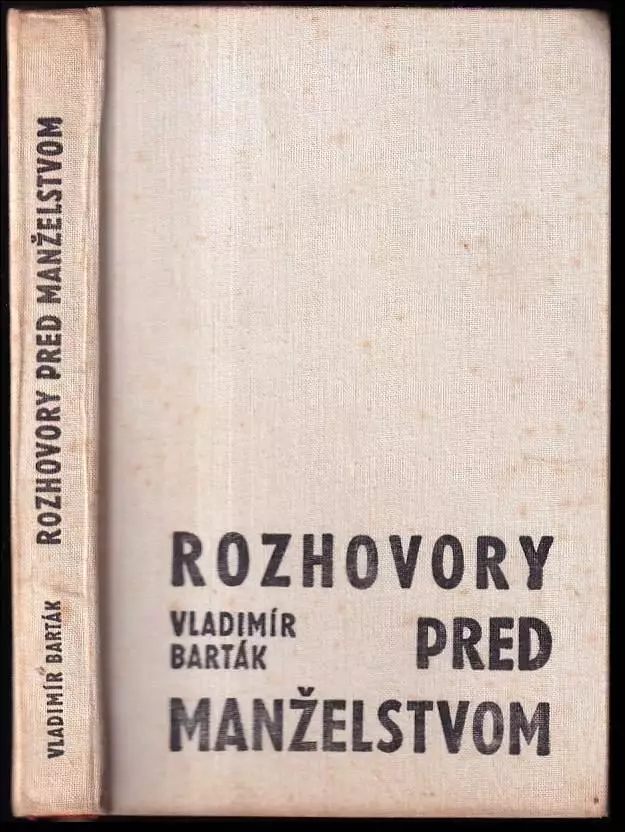 VLADIMÍR BARTÁK ROZHOVORY PRED MANŽELSTVOM
ROZHOVORY
VLADIMÍR
BARTÁK
PRED
MANŽELSTVOM